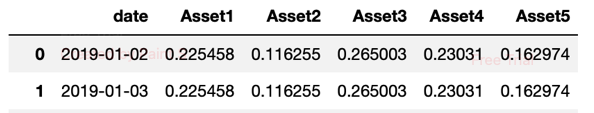 date Asset1 Asset2 Asset3 Asset4 Asset5
0 2019-01-02 0.225458 0.116255 0.265003 0.23031 0.162974
1 2019-01-03 0.225458 0.116255 0.265003 0.23031 0.162974